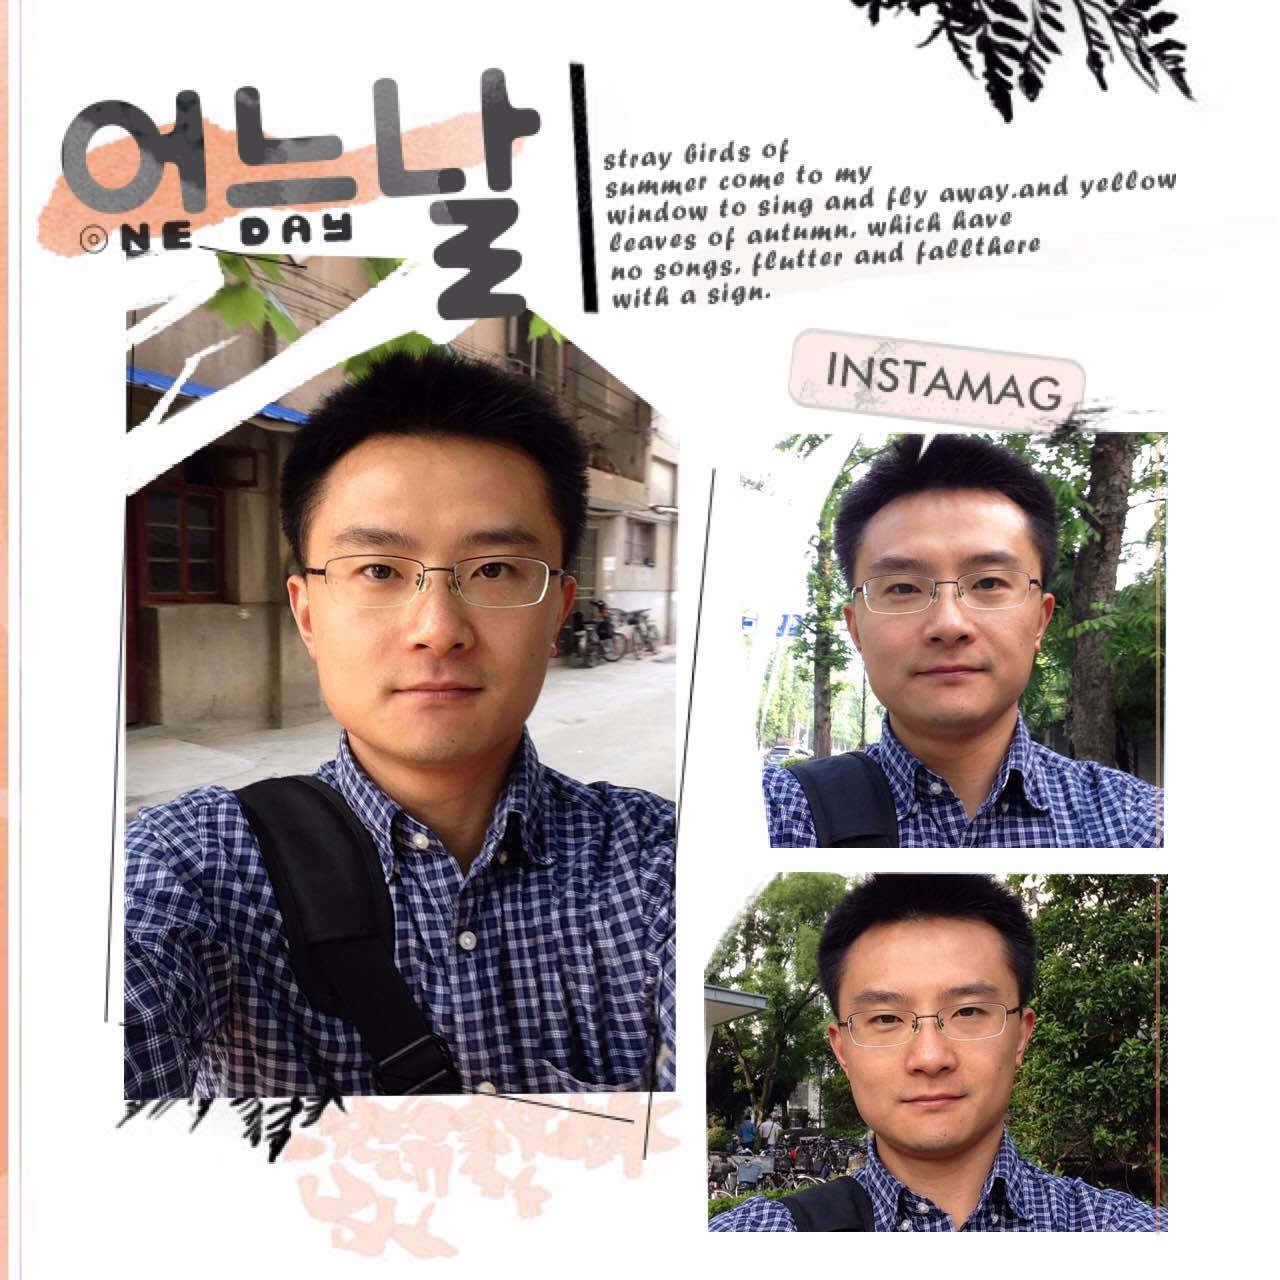 어느날
ONE DAY
stray birds of
summer come to my
window to sing and fly away.and yellow
leaves of autumn, which have
no songs, flutter and fallthere
with a sign.
INSTAMAG